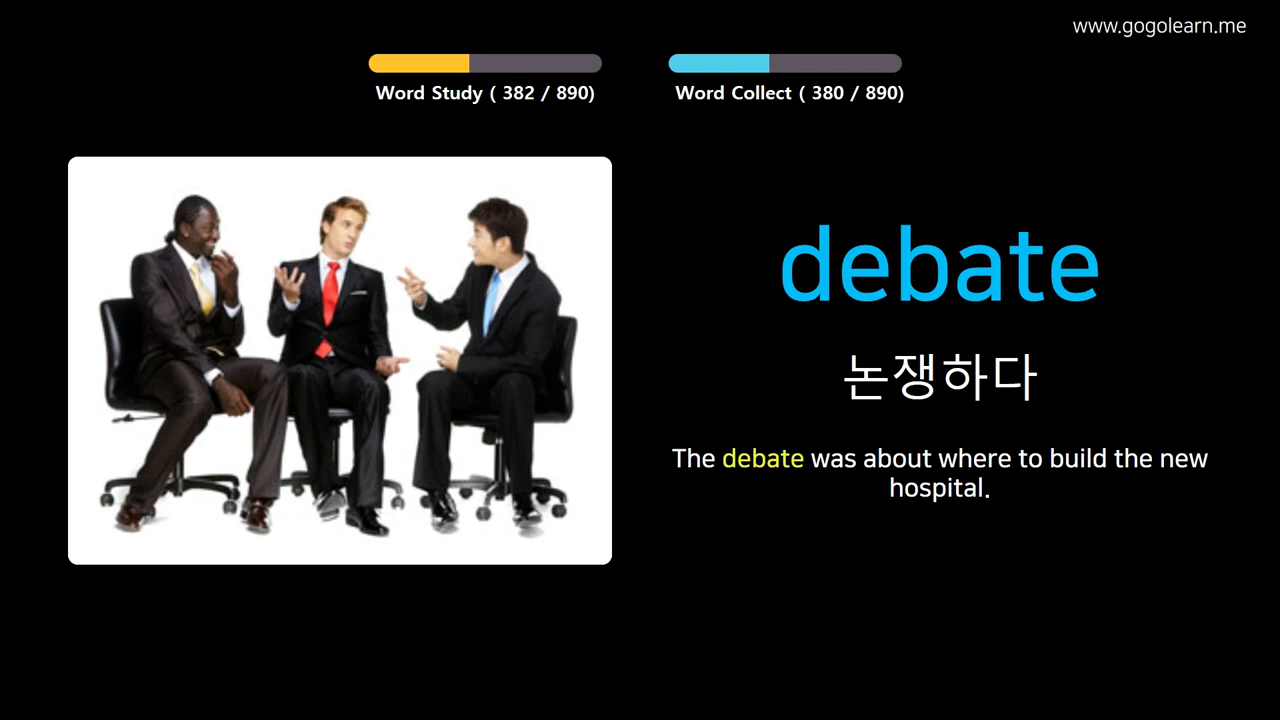 www.gogolearn.me
Word Study ( 382 / 890)
Word Collect ( 380 / 890)
debate
논쟁하다
The debate was about where to build the new
hospital.